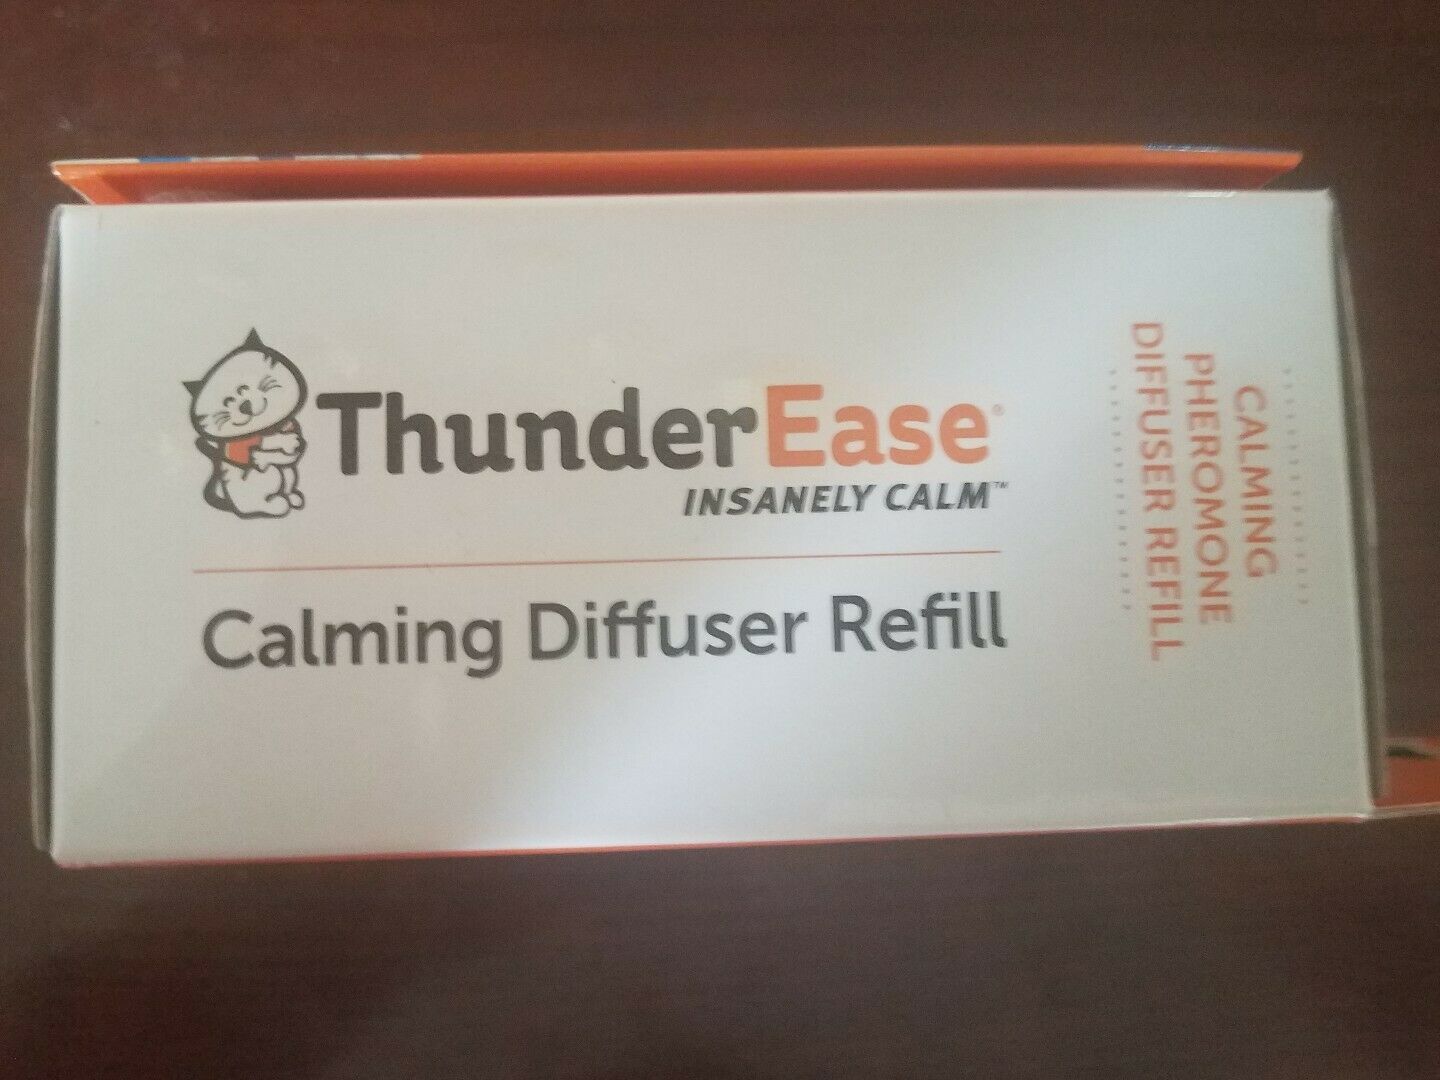 ThunderEase®
INSANELY CALM™
Calming Diffuser Refill
CALMING
PHEROMONE
DIFFUSER REFILL